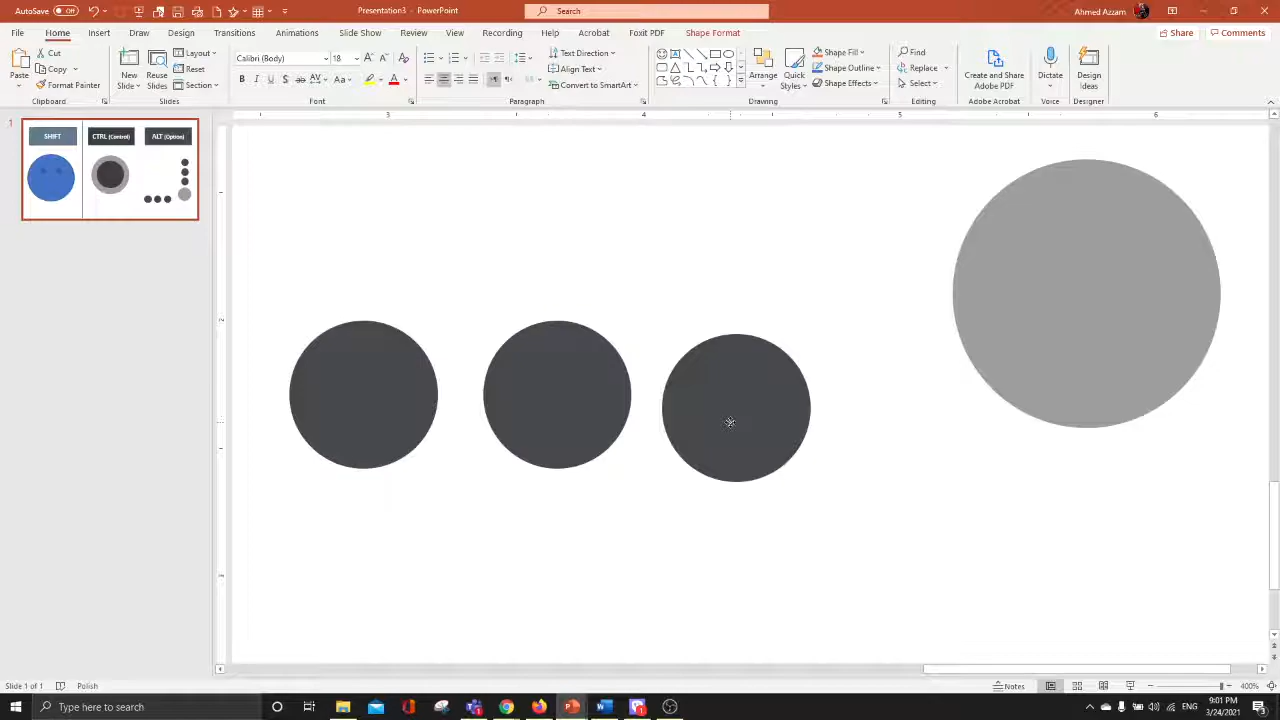 AutoSave Off Presentation3 - PowerPoint Search Ahmed Azzam
File Home Insert Draw Design Transitions Animations Slide Show Review View Recording Help Acrobat Foxit PDF Shape Format Share Comments
Paste Cut Copy Format Painter Clipboard
New Slide Reuse Slides Layout Reset Section Slides
Calibri (Body) 18 Font
Text Direction Align Text Convert to SmartArt Paragraph
Arrange Quick Styles Shape Fill Shape Outline Shape Effects Drawing
Find Replace Select Editing
Create and Share Adobe PDF Adobe Acrobat
Dictate Voice
Design Ideas Designer
3 4 5 6
1
SHIFT CTRL (Control) ALT (Option)
Slide 1 of 1 Polish Notes 400%
Type here to search ENG 9:01 PM 3/24/2021